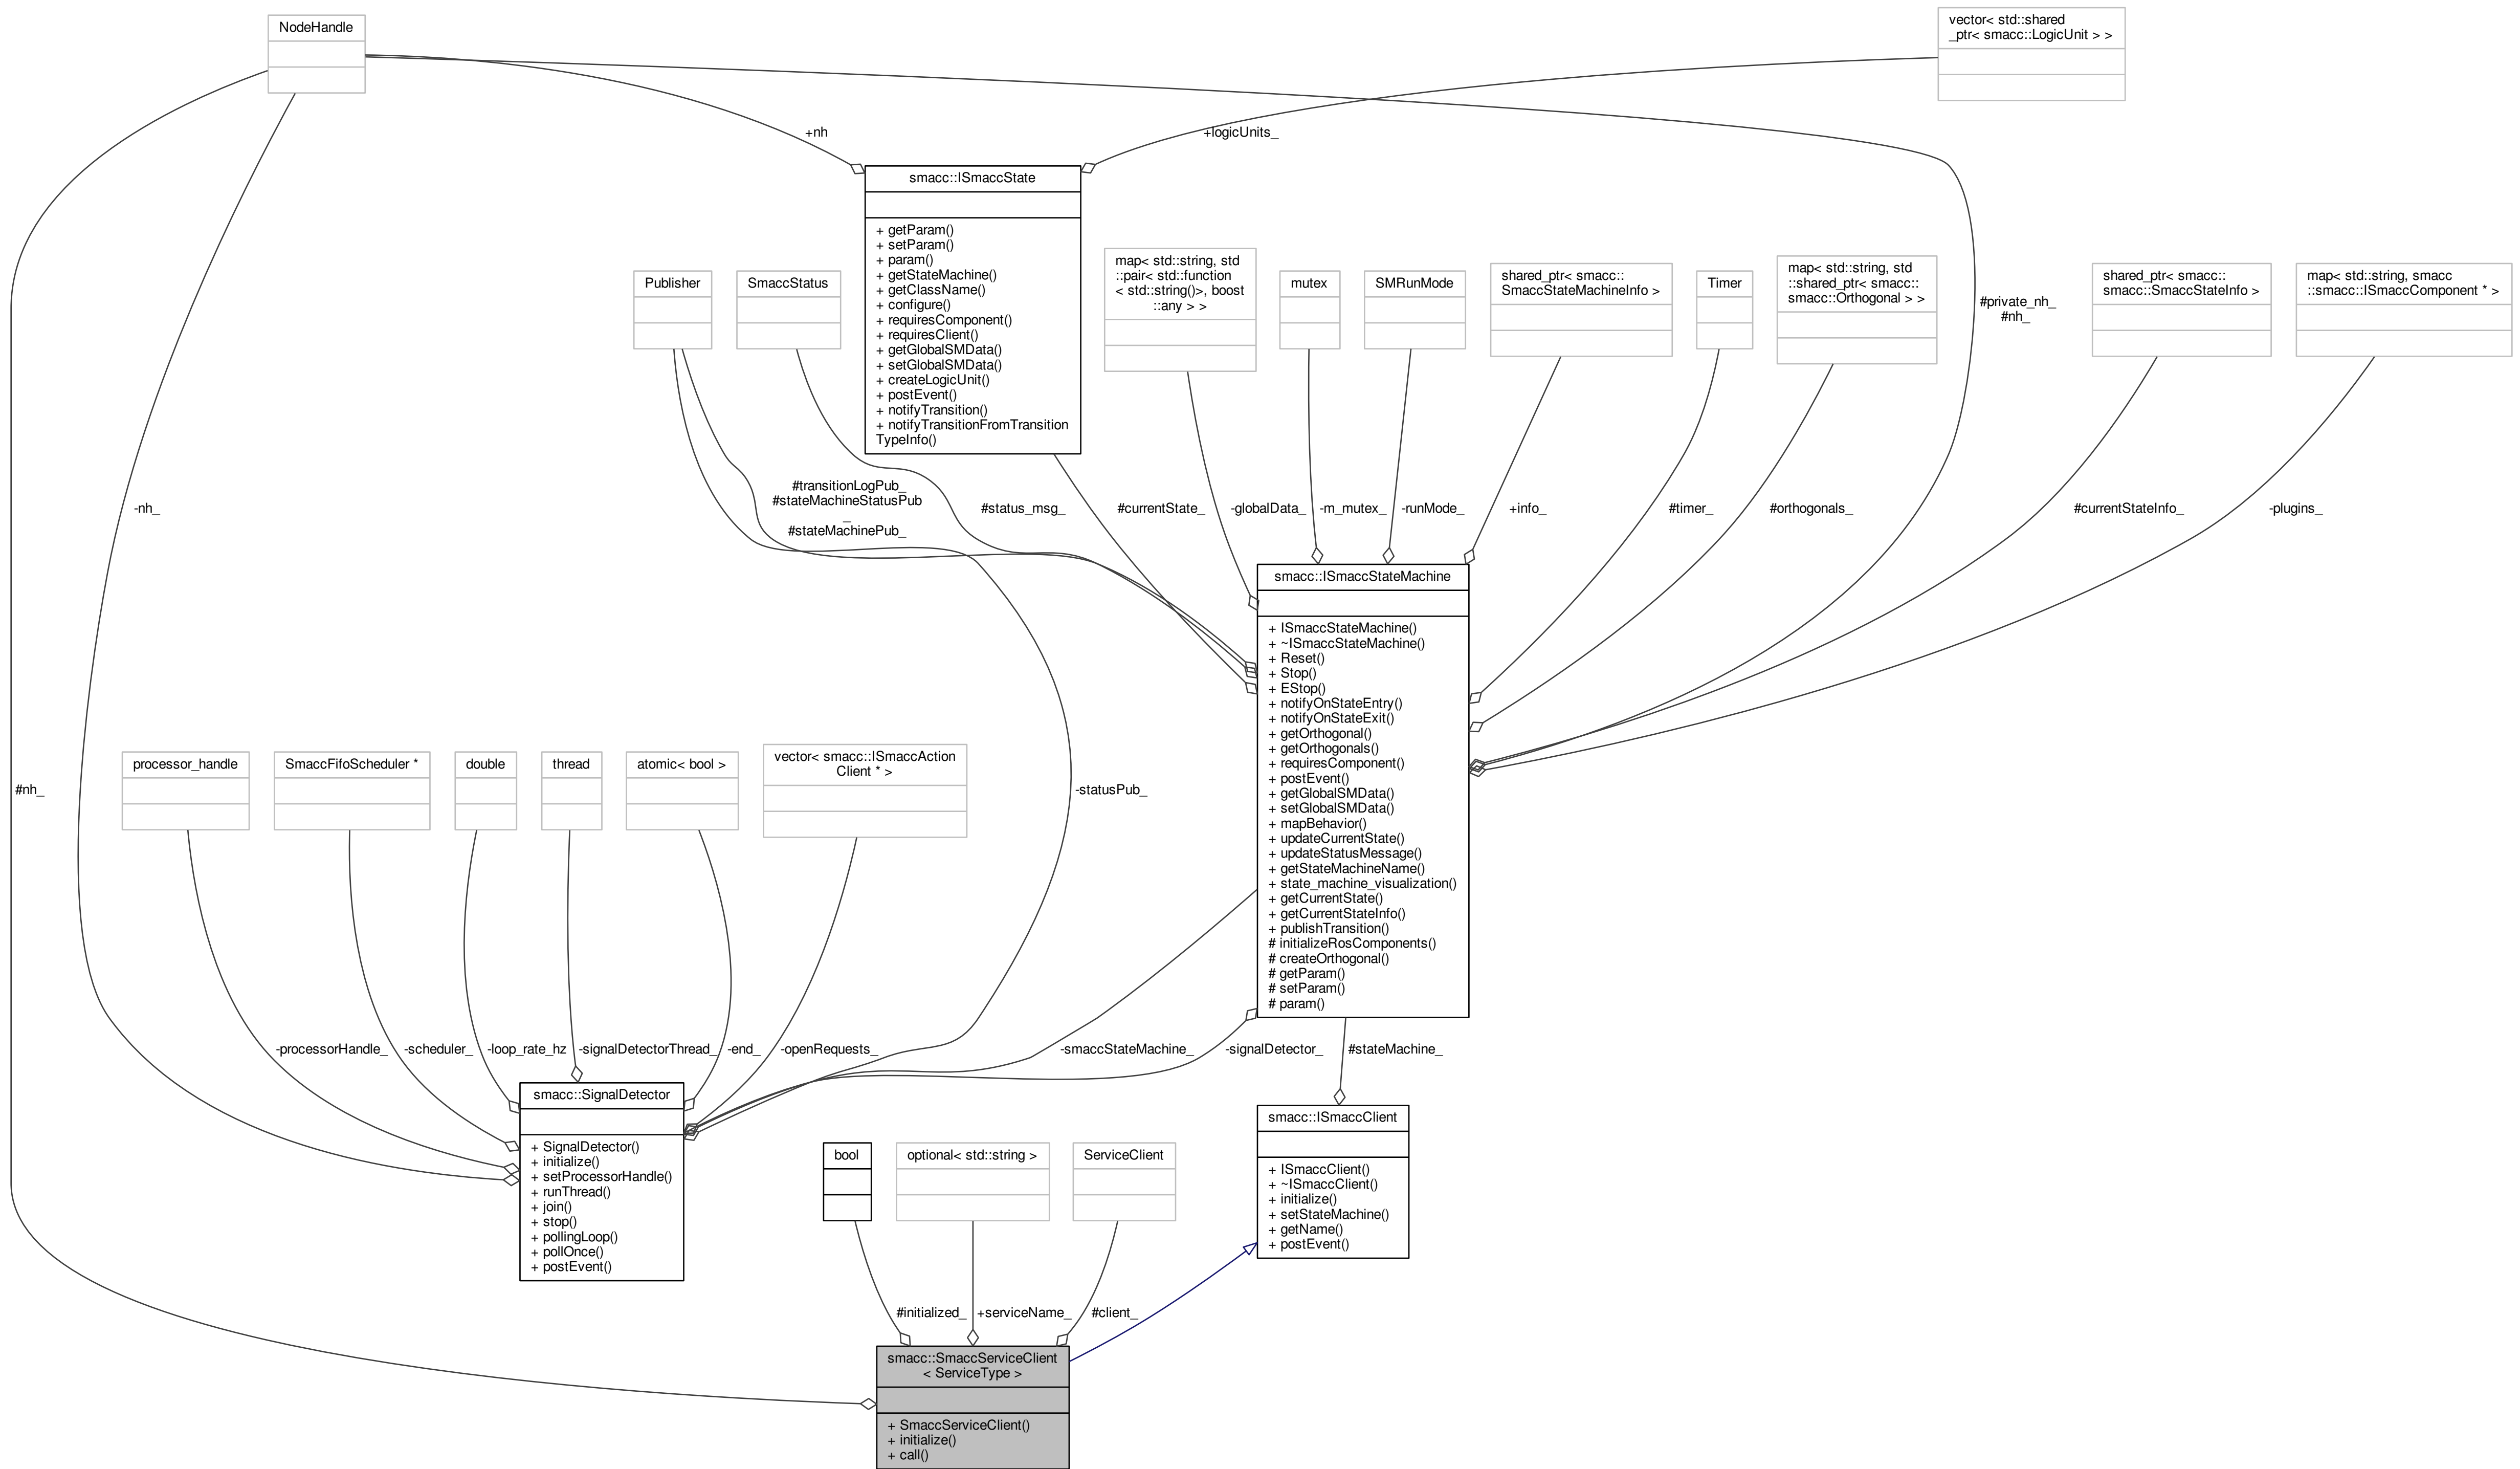 NodeHandle
vector< std::shared
_ptr< smacc::LogicUnit > >
+nh
+logicUnits_
smacc::ISmaccState
+ getParam()
+ setParam()
+ param()
+ getStateMachine()
+ getClassName()
+ configure()
+ requiresComponent()
+ requiresClient()
+ getGlobalSMData()
+ setGlobalSMData()
+ createLogicUnit()
+ postEvent()
+ notifyTransition()
+ notifyTransitionFromTransition
TypeInfo()
Publisher
SmaccStatus
map< std::string, std
::pair< std::function
< std::string()>, boost
::any > >
mutex
SMRunMode
shared_ptr< smacc::
SmaccStateMachineInfo >
Timer
map< std::string, std
::shared_ptr< smacc::
smacc::Orthogonal > >
#private_nh_
#nh_
shared_ptr< smacc::
smacc::SmaccStateInfo >
map< std::string, smacc
::smacc::ISmaccComponent * >
-nh_
#transitionLogPub_
#stateMachineStatusPub
_
#stateMachinePub_
#status_msg_
#currentState_
-globalData_
-m_mutex_
-runMode_
+info_
#timer_
#orthogonals_
#currentStateInfo_
-plugins_
smacc::ISmaccStateMachine
+ ISmaccStateMachine()
+ ~ISmaccStateMachine()
+ Reset()
+ Stop()
+ EStop()
+ notifyOnStateEntry()
+ notifyOnStateExit()
+ getOrthogonal()
+ getOrthogonals()
+ requiresComponent()
+ postEvent()
+ getGlobalSMData()
+ setGlobalSMData()
+ mapBehavior()
+ updateCurrentState()
+ updateStatusMessage()
+ getStateMachineName()
+ state_machine_visualization()
+ getCurrentState()
+ getCurrentStateInfo()
+ publishTransition()
# initializeRosComponents()
# createOrthogonal()
# getParam()
# setParam()
# param()
#nh_
processor_handle
SmaccFifoScheduler *
double
thread
atomic< bool >
vector< smacc::ISmaccAction
Client * >
-statusPub_
-processorHandle_
-scheduler_
-loop_rate_hz
-signalDetectorThread_
-end_
-openRequests_
-smaccStateMachine_
-signalDetector_
#stateMachine_
smacc::SignalDetector
+ SignalDetector()
+ initialize()
+ setProcessorHandle()
+ runThread()
+ join()
+ stop()
+ pollingLoop()
+ pollOnce()
+ postEvent()
smacc::ISmaccClient
+ ISmaccClient()
+ ~ISmaccClient()
+ initialize()
+ setStateMachine()
+ getName()
+ postEvent()
bool
optional< std::string >
ServiceClient
#initialized_
+serviceName_
#client_
smacc::SmaccServiceClient
< ServiceType >
+ SmaccServiceClient()
+ initialize()
+ call()